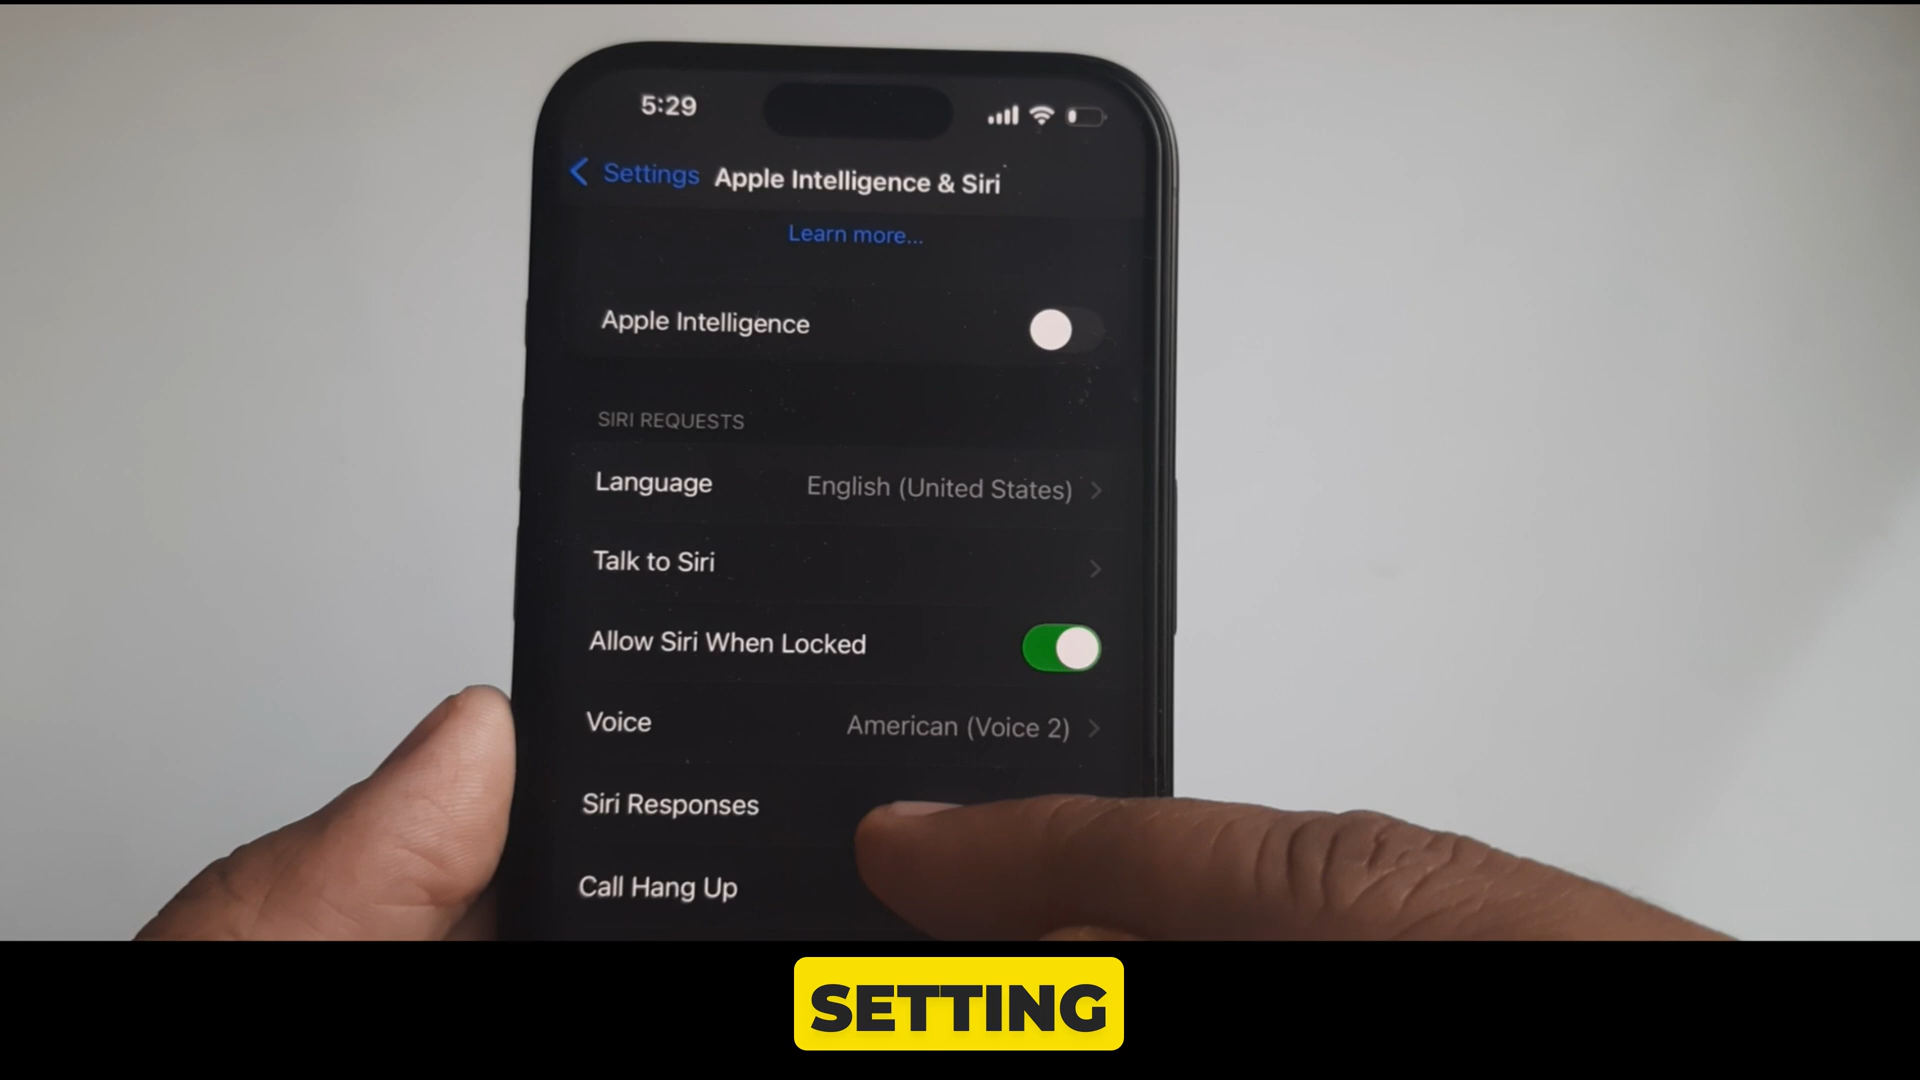 5:29
Settings
Apple Intelligence & Siri
Learn more...
Apple Intelligence
SIRI REQUESTS
Language English (United States)
Talk to Siri
Allow Siri When Locked
Voice American (Voice 2)
Siri Responses
Call Hang Up
SETTING